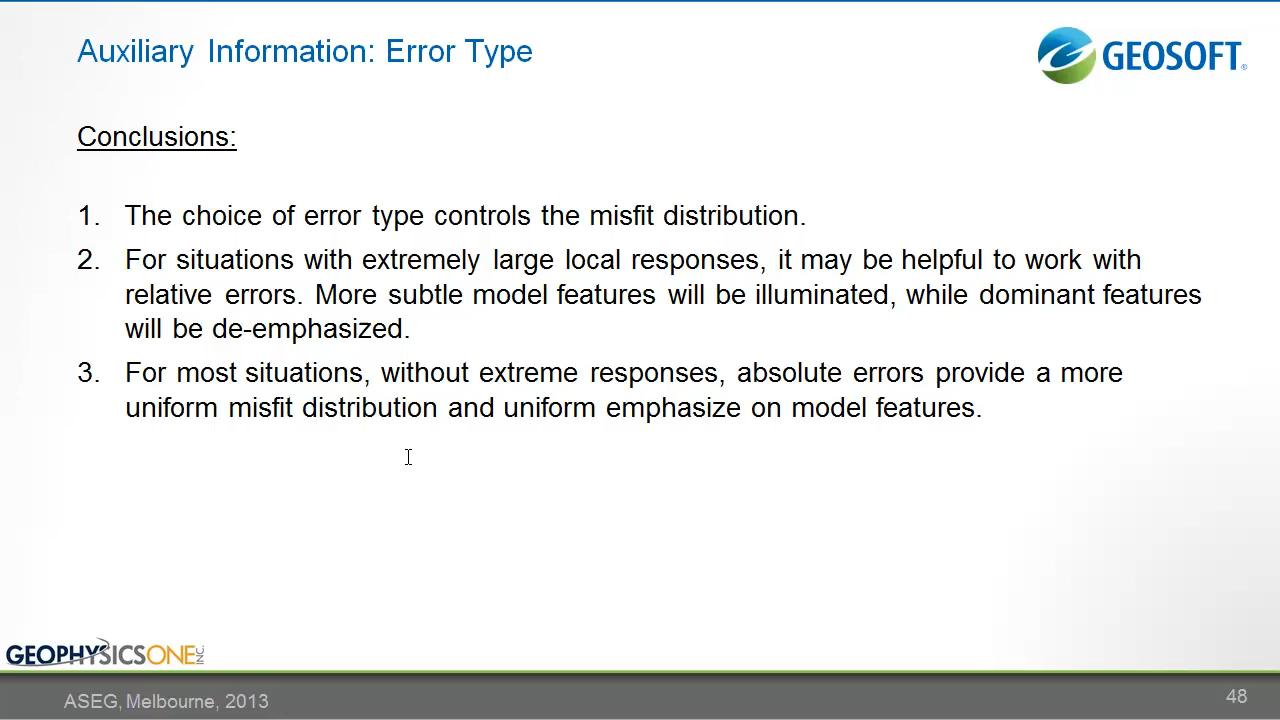 Auxiliary Information: Error Type
GEOSOFT®
Conclusions:
1. The choice of error type controls the misfit distribution.
2. For situations with extremely large local responses, it may be helpful to work with
relative errors. More subtle model features will be illuminated, while dominant features
will be de-emphasized.
3. For most situations, without extreme responses, absolute errors provide a more
uniform misfit distribution and uniform emphasize on model features.
GEOPHYSICSONE INC.
ASEG, Melbourne, 2013
48